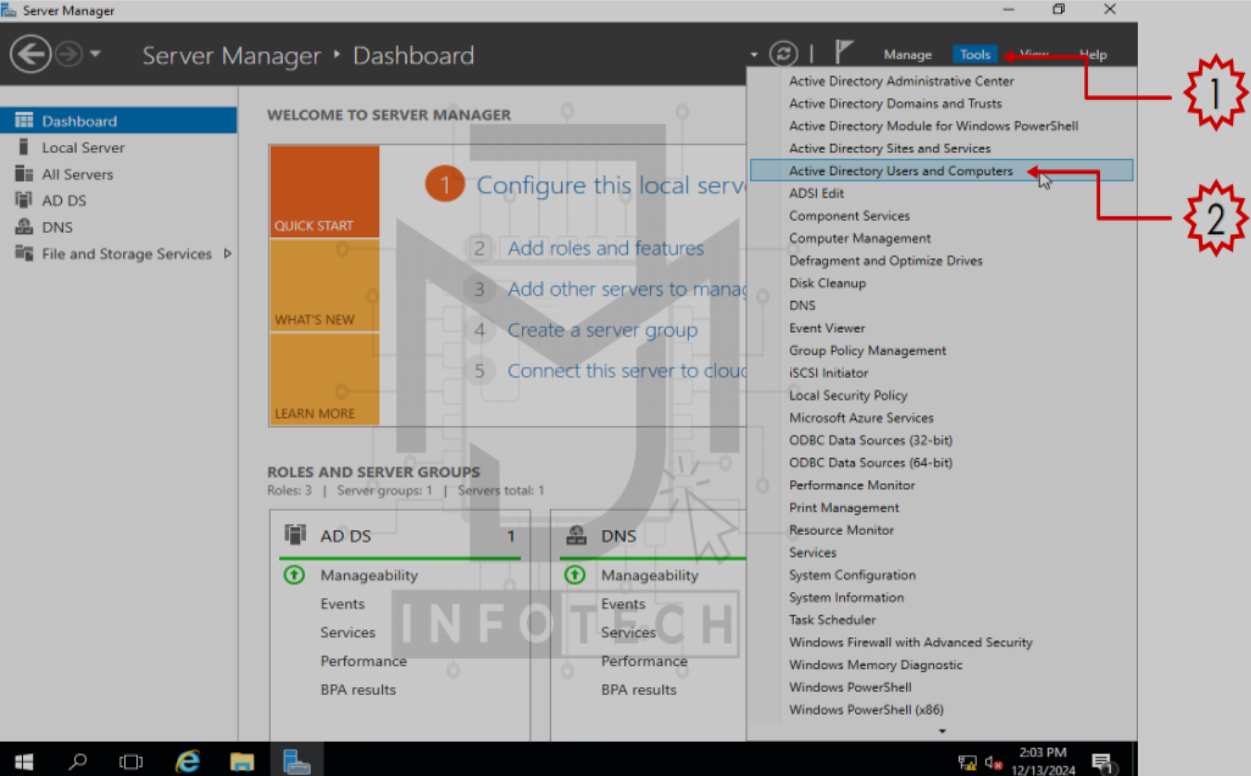 Server Manager
Server Manager • Dashboard
Manage Tools View Help
1
2
Dashboard
Local Server
All Servers
AD DS
DNS
File and Storage Services
WELCOME TO SERVER MANAGER
QUICK START
WHAT'S NEW
LEARN MORE
1 Configure this local serv
2 Add roles and features
3 Add other servers to manag
4 Create a server group
5 Connect this server to cloud
ROLES AND SERVER GROUPS
Roles: 3 | Server groups: 1 | Servers total: 1
AD DS 1
Manageability
Events
Services
Performance
BPA results
DNS
Manageability
Events
Services
Performance
BPA results
INFOTECH
Active Directory Administrative Center
Active Directory Domains and Trusts
Active Directory Module for Windows PowerShell
Active Directory Sites and Services
Active Directory Users and Computers
ADSI Edit
Component Services
Computer Management
Defragment and Optimize Drives
Disk Cleanup
DNS
Event Viewer
Group Policy Management
iSCSI Initiator
Local Security Policy
Microsoft Azure Services
ODBC Data Sources (32-bit)
ODBC Data Sources (64-bit)
Performance Monitor
Print Management
Resource Monitor
Services
System Configuration
System Information
Task Scheduler
Windows Firewall with Advanced Security
Windows Memory Diagnostic
Windows PowerShell
Windows PowerShell (x86)
2:03 PM
12/13/2024
1